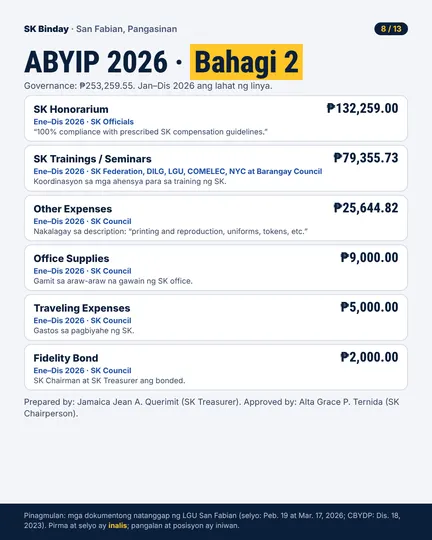 SK Binday · San Fabian, Pangasinan
8 / 13
ABYIP 2026 · Bahagi 2
Governance: ₱253,259.55. Jan–Dis 2026 ang lahat ng linya.
SK Honorarium
₱132,259.00
Ene–Dis 2026 · SK Officials
“100% compliance with prescribed SK compensation guidelines.”
SK Trainings / Seminars
₱79,355.73
Ene–Dis 2026 · SK Federation, DILG, LGU, COMELEC, NYC at Barangay Council
Koordinasyon sa mga ahensya para sa training ng SK.
Other Expenses
₱25,644.82
Ene–Dis 2026 · SK Council
Nakalagay sa description: “printing and reproduction, uniforms, tokens, etc.”
Office Supplies
₱9,000.00
Ene–Dis 2026 · SK Council
Gamit sa araw-araw na gawain ng SK office.
Traveling Expenses
₱5,000.00
Ene–Dis 2026 · SK Council
Gastos sa pagbiyahe ng SK.
Fidelity Bond
₱2,000.00
Ene–Dis 2026 · SK Council
SK Chairman at SK Treasurer ang bonded.
Prepared by: Jamaica Jean A. Querimit (SK Treasurer). Approved by: Alta Grace P. Ternida (SK
Chairperson).
Pinagmulan: mga dokumentong natanggap ng LGU San Fabian (selyo: Peb. 19 at Mar. 17, 2026; CBYDP: Dis. 18,
2023). Pirma at selyo ay inalis; pangalan at posisyon ay iniwan.